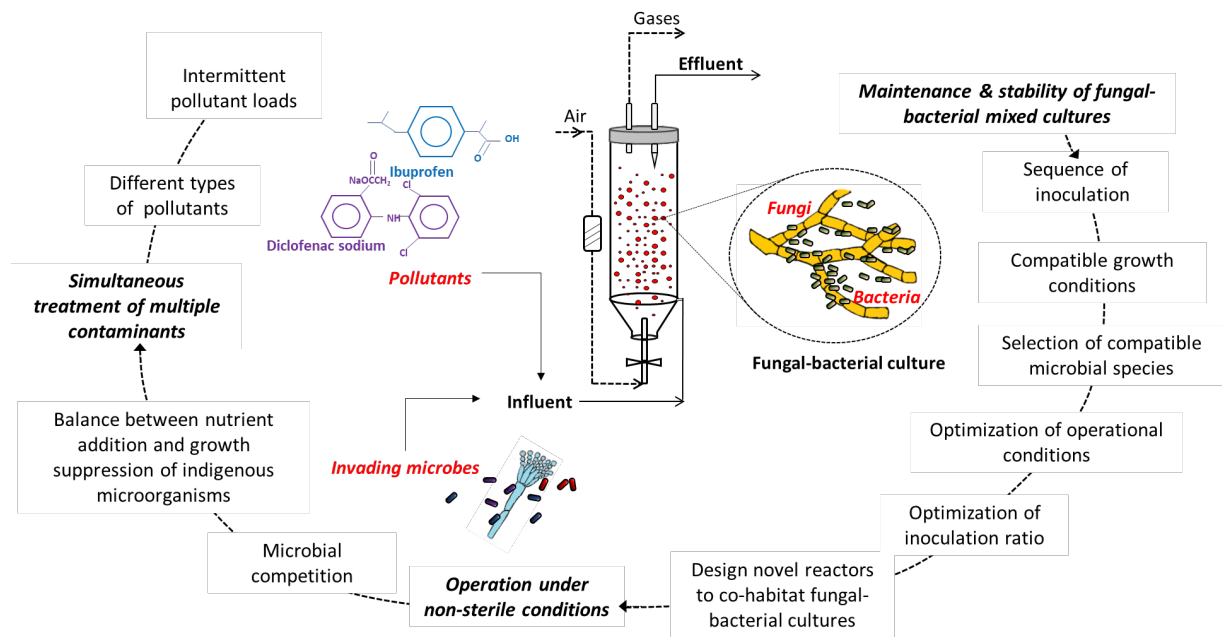 Gases
Effluent
Air
Intermittent
pollutant loads
Different types
of pollutants
Simultaneous
treatment of multiple
contaminants
Balance between nutrient
addition and growth
suppression of indigenous
microorganisms
Microbial
competition
Operation under
non-sterile conditions
Design novel reactors
to co-habitat fungal-
bacterial cultures
Optimization of
inoculation ratio
Optimization of operational
conditions
Selection of compatible
microbial species
Compatible growth
conditions
Sequence of
inoculation
Maintenance & stability of fungal-
bacterial mixed cultures
OH
O
Ibuprofen
O
NaOCCH2
Cl
NH
Cl
Diclofenac sodium
Pollutants
Influent
Invading microbes
Fungi
Bacteria
Fungal-bacterial culture